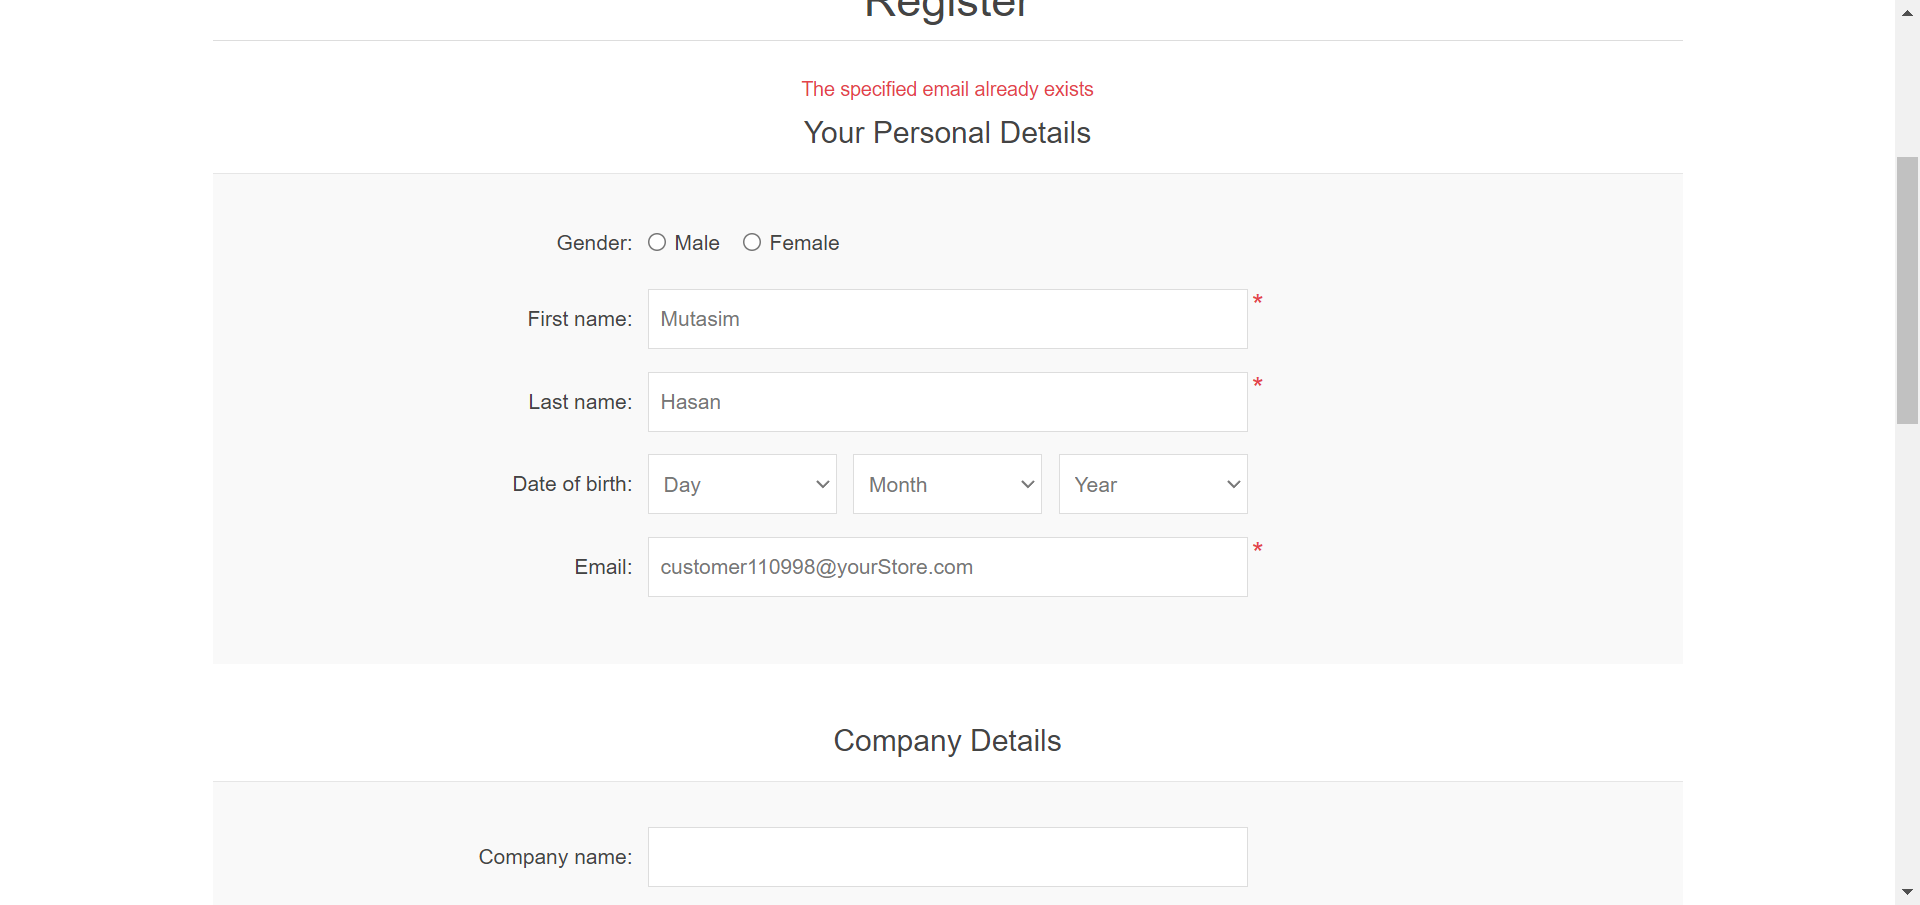 Register
The specified email already exists
Your Personal Details
Gender: Male Female
First name: Mutasim *
Last name: Hasan *
Date of birth: Day Month Year
Email: customer110998@yourStore.com *
Company Details
Company name: